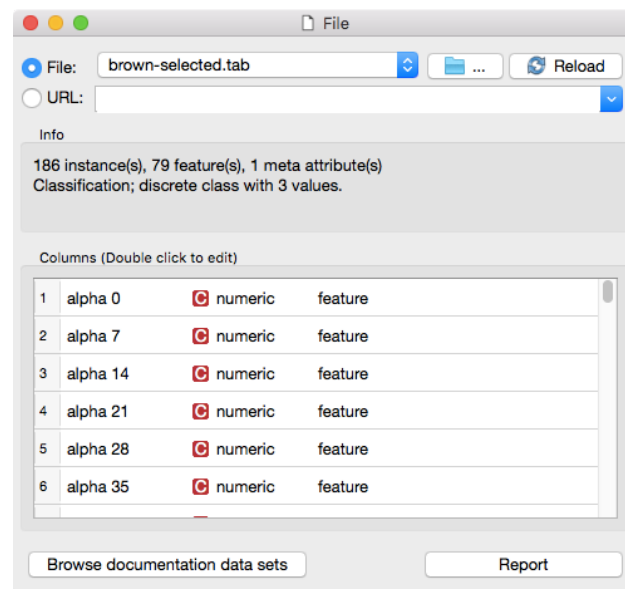 File
File: brown-selected.tab ... Reload
URL:
Info
186 instance(s), 79 feature(s), 1 meta attribute(s)
Classification; discrete class with 3 values.
Columns (Double click to edit)
1 alpha 0 C numeric feature
2 alpha 7 C numeric feature
3 alpha 14 C numeric feature
4 alpha 21 C numeric feature
5 alpha 28 C numeric feature
6 alpha 35 C numeric feature
Browse documentation data sets Report